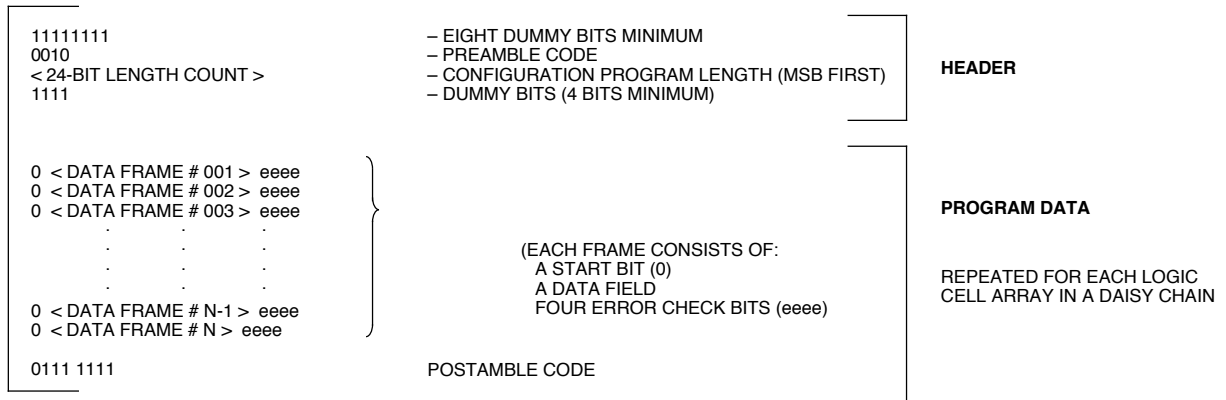 11111111 – EIGHT DUMMY BITS MINIMUM
0010 – PREAMBLE CODE
< 24-BIT LENGTH COUNT > – CONFIGURATION PROGRAM LENGTH (MSB FIRST)
1111 – DUMMY BITS (4 BITS MINIMUM)
HEADER
0 < DATA FRAME # 001 > eeee
0 < DATA FRAME # 002 > eeee
0 < DATA FRAME # 003 > eeee
. . .
. . .
. . .
. . .
0 < DATA FRAME # N-1 > eeee
0 < DATA FRAME # N > eeee
(EACH FRAME CONSISTS OF:
A START BIT (0)
A DATA FIELD
FOUR ERROR CHECK BITS (eeee)
PROGRAM DATA
REPEATED FOR EACH LOGIC
CELL ARRAY IN A DAISY CHAIN
0111 1111 POSTAMBLE CODE